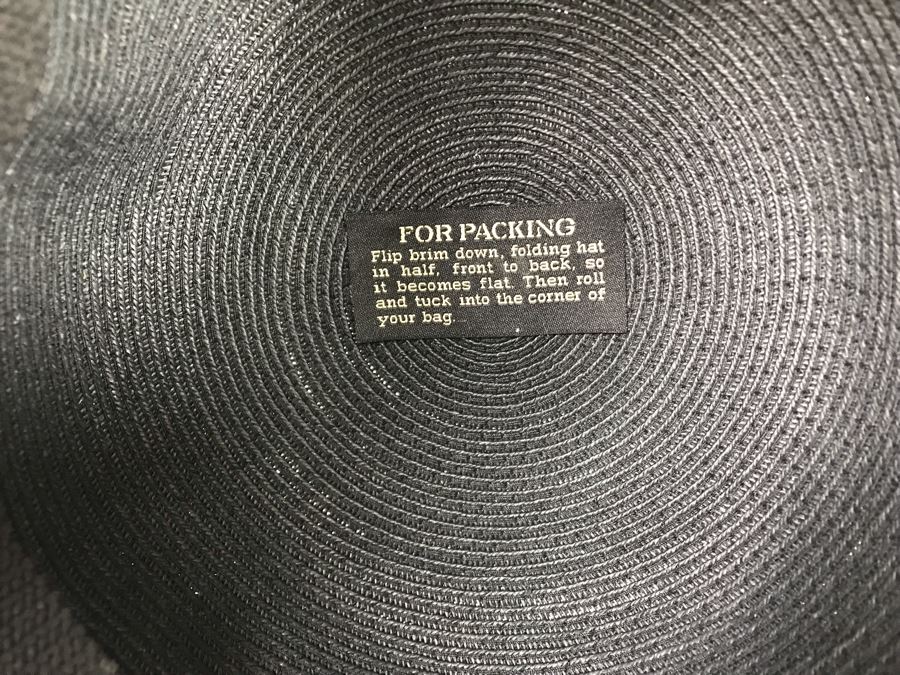 FOR PACKING
Flip brim down, folding hat
in half, front to back, so
it becomes flat. Then roll
and tuck into the corner of
your bag.